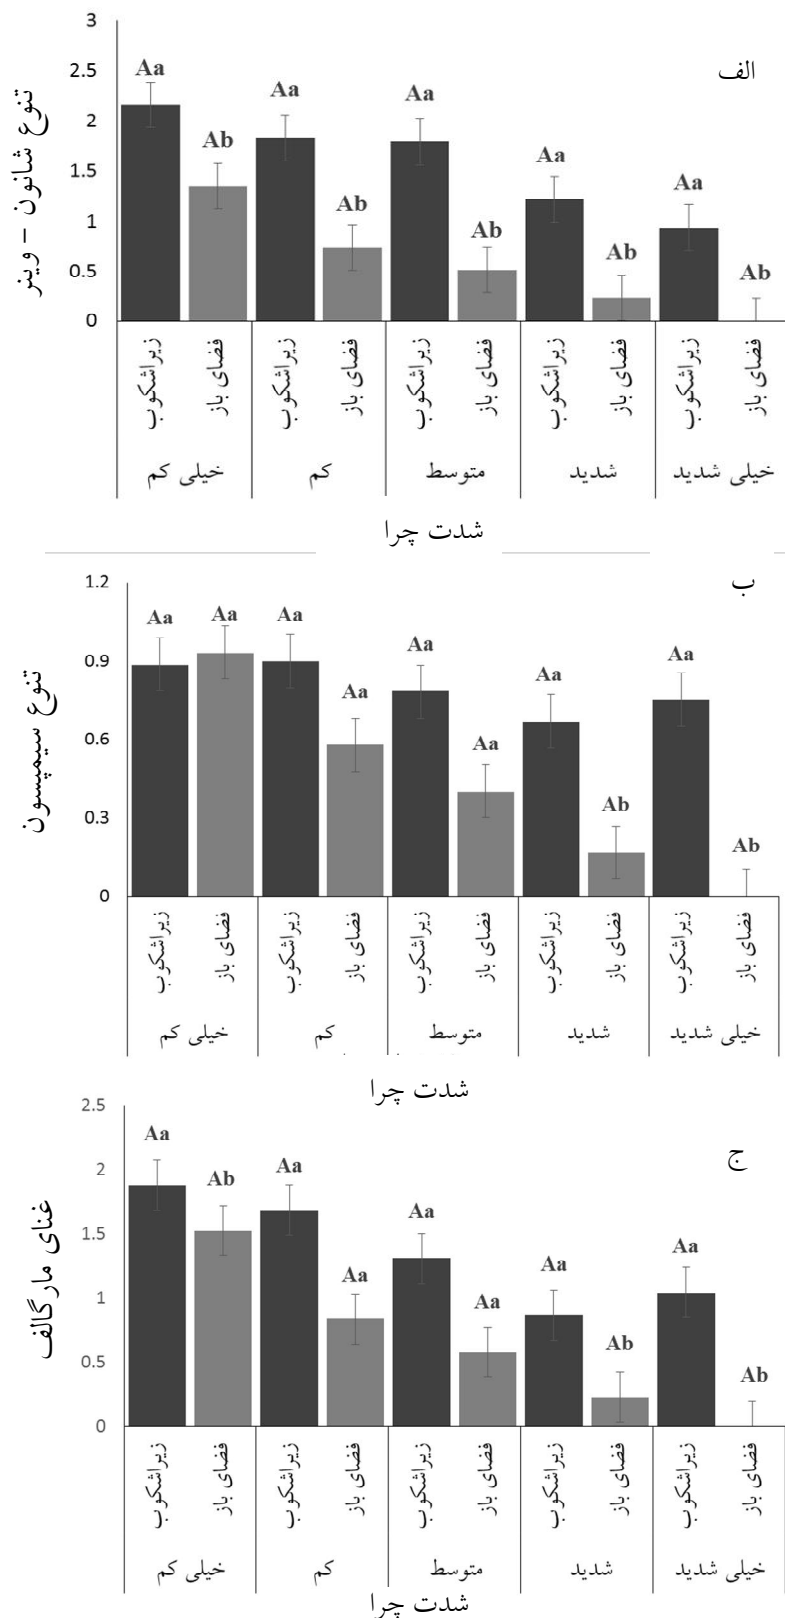 الف
تنوع شانون – وینر
3
2.5
2
1.5
1
0.5
0
Aa
Ab
Aa
Ab
Aa
Ab
Aa
Ab
Aa
Ab
زیراشکوب
فضای باز
زیراشکوب
فضای باز
زیراشکوب
فضای باز
زیراشکوب
فضای باز
زیراشکوب
فضای باز
خیلی کم
کم
متوسط
شدید
خیلی شدید
شدت چرا
ب
تنوع سیمپسون
1.2
0.9
0.6
0.3
0
Aa
Aa
Aa
Aa
Aa
Aa
Aa
Ab
Aa
Ab
زیراشکوب
فضای باز
زیراشکوب
فضای باز
زیراشکوب
فضای باز
زیراشکوب
فضای باز
زیراشکوب
فضای باز
خیلی کم
کم
متوسط
شدید
خیلی شدید
شدت چرا
ج
غنای مارگالف
2.5
2
1.5
1
0.5
0
Aa
Ab
Aa
Aa
Aa
Aa
Aa
Ab
Aa
Ab
زیراشکوب
فضای باز
زیراشکوب
فضای باز
زیراشکوب
فضای باز
زیراشکوب
فضای باز
زیراشکوب
فضای باز
خیلی کم
کم
متوسط
شدید
خیلی شدید
شدت چرا